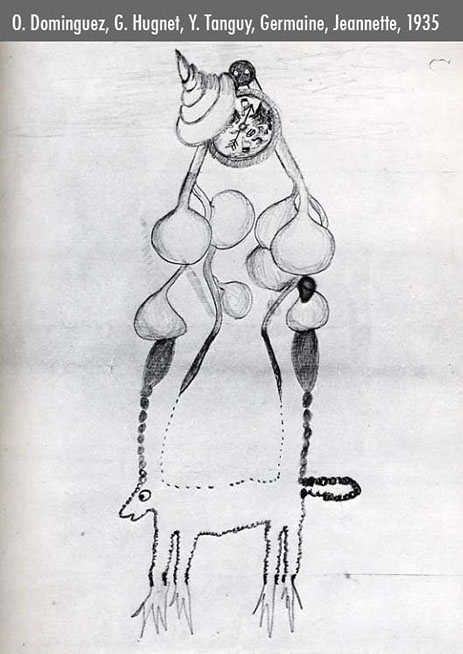 O. Dominguez, G. Hugnet, Y. Tanguy, Germaine, Jeannette, 1935